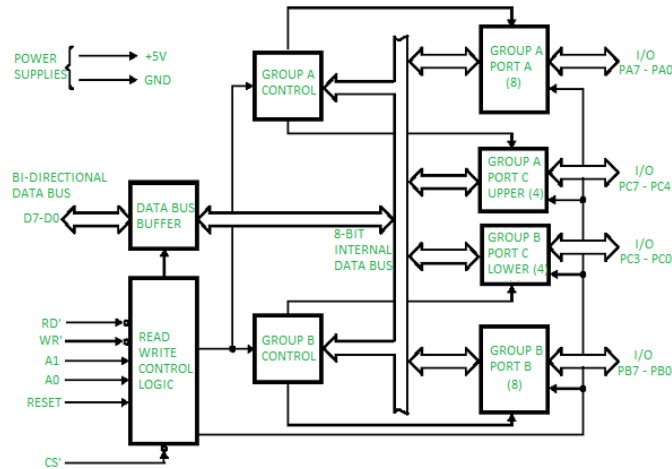 POWER
SUPPLIES
+5V
GND
GROUP A
CONTROL
GROUP A
PORT A
(8)
I/O
PA7 - PA0
BI-DIRECTIONAL
DATA BUS
D7-D0
DATA BUS
BUFFER
8-BIT
INTERNAL
DATA BUS
GROUP A
PORT C
UPPER (4)
I/O
PC7 - PC4
GROUP B
PORT C
LOWER (4)
I/O
PC3 - PC0
RD'
WR'
A1
A0
RESET
CS'
READ
WRITE
CONTROL
LOGIC
GROUP B
CONTROL
GROUP B
PORT B
(8)
I/O
PB7 - PB0